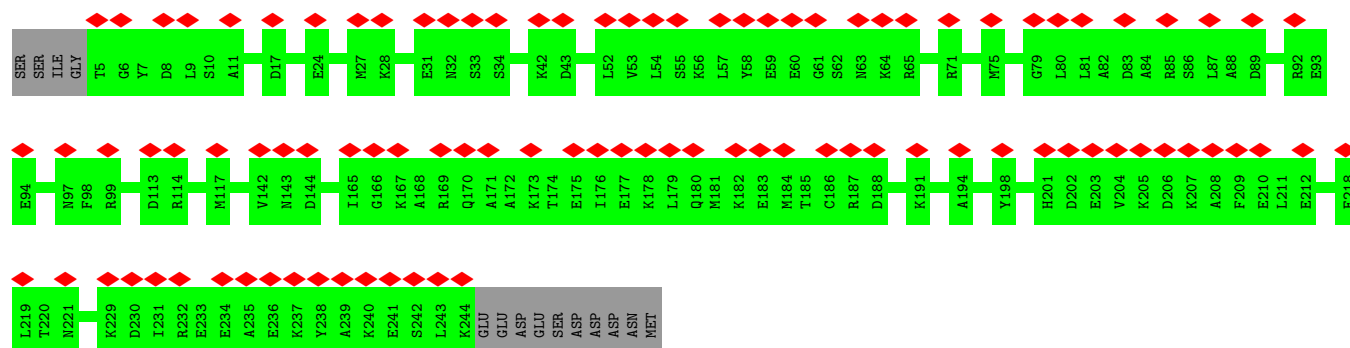 SER SER ILE GLY T5 G6 Y7 D8 L9 S10 A11 D17 E24 M27 K28 E31 N32 S33 S34 K42 D43 L52 V53 L54 S55 K56 L57 Y58 E59 E60 G61 S62 N63 K64 R65 R71 M75 G79 L80 L81 A82 D83 A84 R85 S86 L87 A88 D89 R92 E93
E94 N97 F98 R99 D113 R114 M117 V142 N143 D144 I165 G166 K167 A168 R169 Q170 A171 A172 K173 T174 E175 I176 E177 K178 L179 Q180 M181 K182 E183 M184 T185 C186 R187 D188 K191 A194 Y198 H201 D202 E203 V204 K205 D206 K207 A208 F209 E210 L211 E212 E218
L219 T220 N221 K229 D230 I231 R232 E233 E234 A235 E236 K237 Y238 A239 K240 E241 S242 L243 K244 GLU GLU ASP GLU SER ASP ASP ASP ASN MET